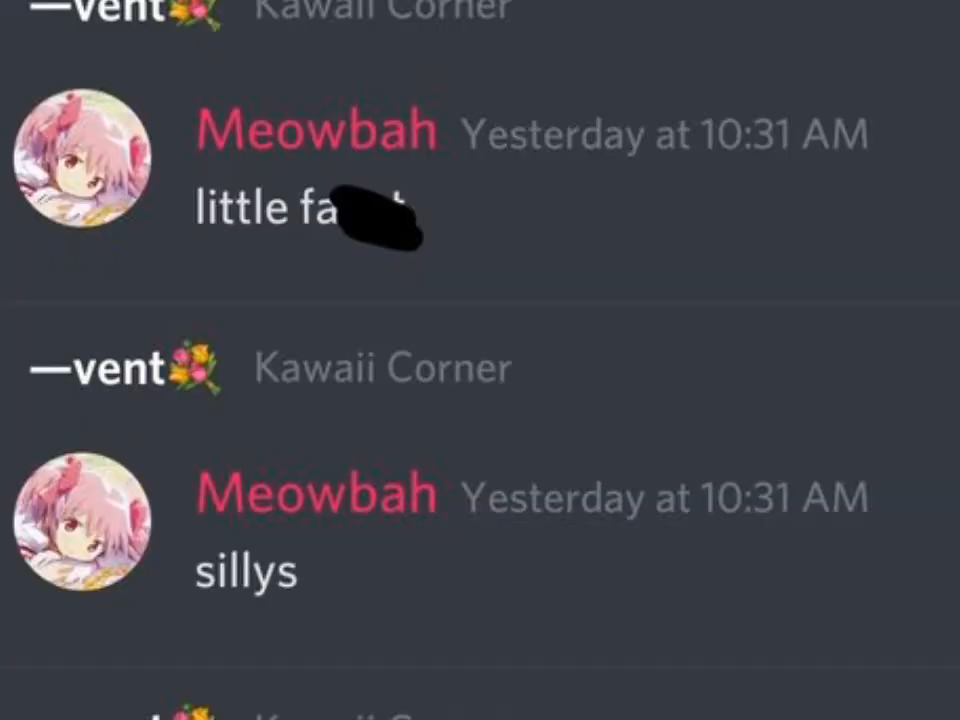 —vent💐 Kawaii Corner
Meowbah Yesterday at 10:31 AM
little
—vent💐 Kawaii Corner
Meowbah Yesterday at 10:31 AM
sillys